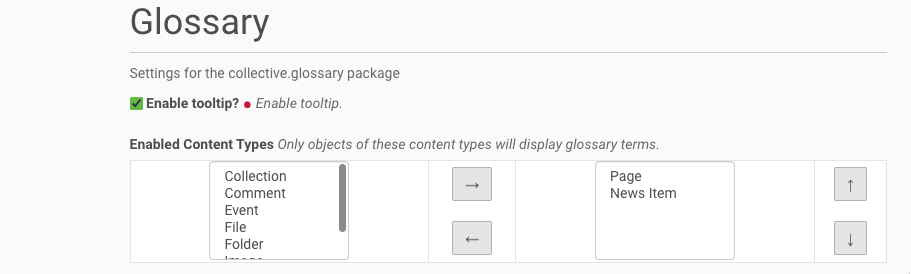 Glossary
Settings for the collective.glossary package
Enable tooltip? Enable tooltip.
Enabled Content Types Only objects of these content types will display glossary terms.
Collection
Comment
Event
File
Folder
→
←
Page
News Item
↑
↓